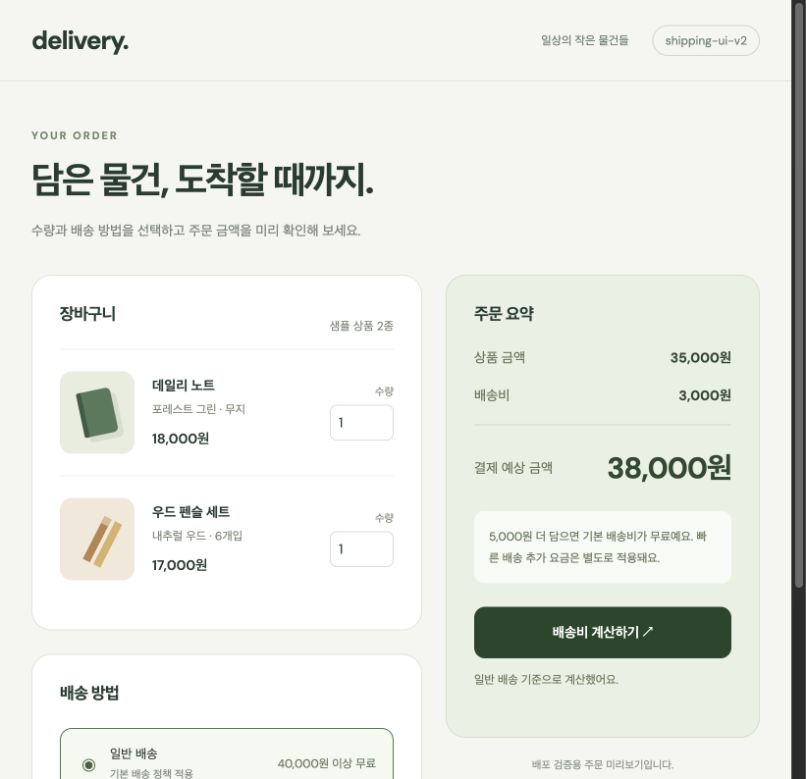 delivery.
일상의 작은 물건들
shipping-ui-v2
YOUR ORDER
담은 물건, 도착할 때까지.
수량과 배송 방법을 선택하고 주문 금액을 미리 확인해 보세요.
장바구니
샘플 상품 2종
데일리 노트
포레스트 그린 · 무지
18,000원
수량
1
우드 펜슬 세트
내추럴 우드 · 6개입
17,000원
수량
1
배송 방법
일반 배송
기본 배송 정책 적용
40,000원 이상 무료
주문 요약
상품 금액
35,000원
배송비
3,000원
결제 예상 금액
38,000원
5,000원 더 담으면 기본 배송비가 무료예요. 빠
른 배송 추가 요금은 별도로 적용돼요.
배송비 계산하기 ↗
일반 배송 기준으로 계산했어요.
배포 검증용 주문 미리보기입니다.